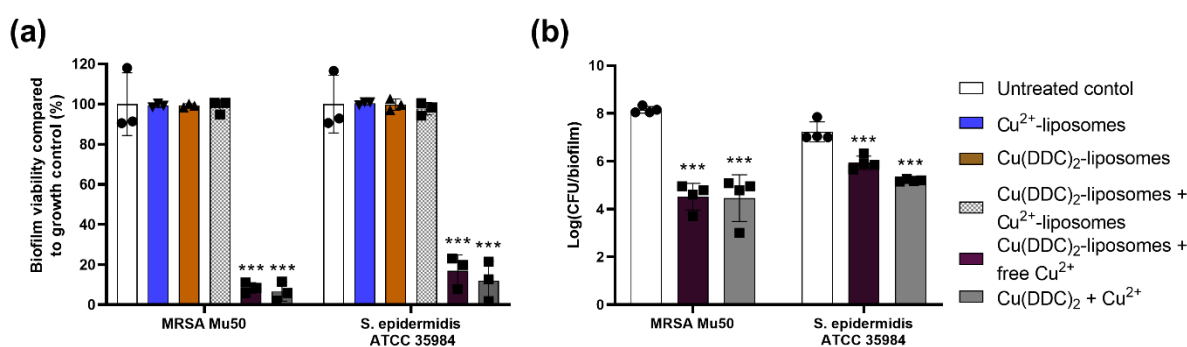 (a)
Biofilm viability compared
to growth control (%)
120
100
80
60
40
20
0
*** ***
*** ***
MRSA Mu50
S. epidermidis
ATCC 35984
(b)
Log(CFU/biofilm)
10
8
6
4
2
0
*** ***
*** ***
MRSA Mu50
S. epidermidis
ATCC 35984
Untreated contol
Cu²⁺-liposomes
Cu(DDC)₂-liposomes
Cu(DDC)₂-liposomes +
Cu²⁺-liposomes
Cu(DDC)₂-liposomes +
free Cu²⁺
Cu(DDC)₂ + Cu²⁺